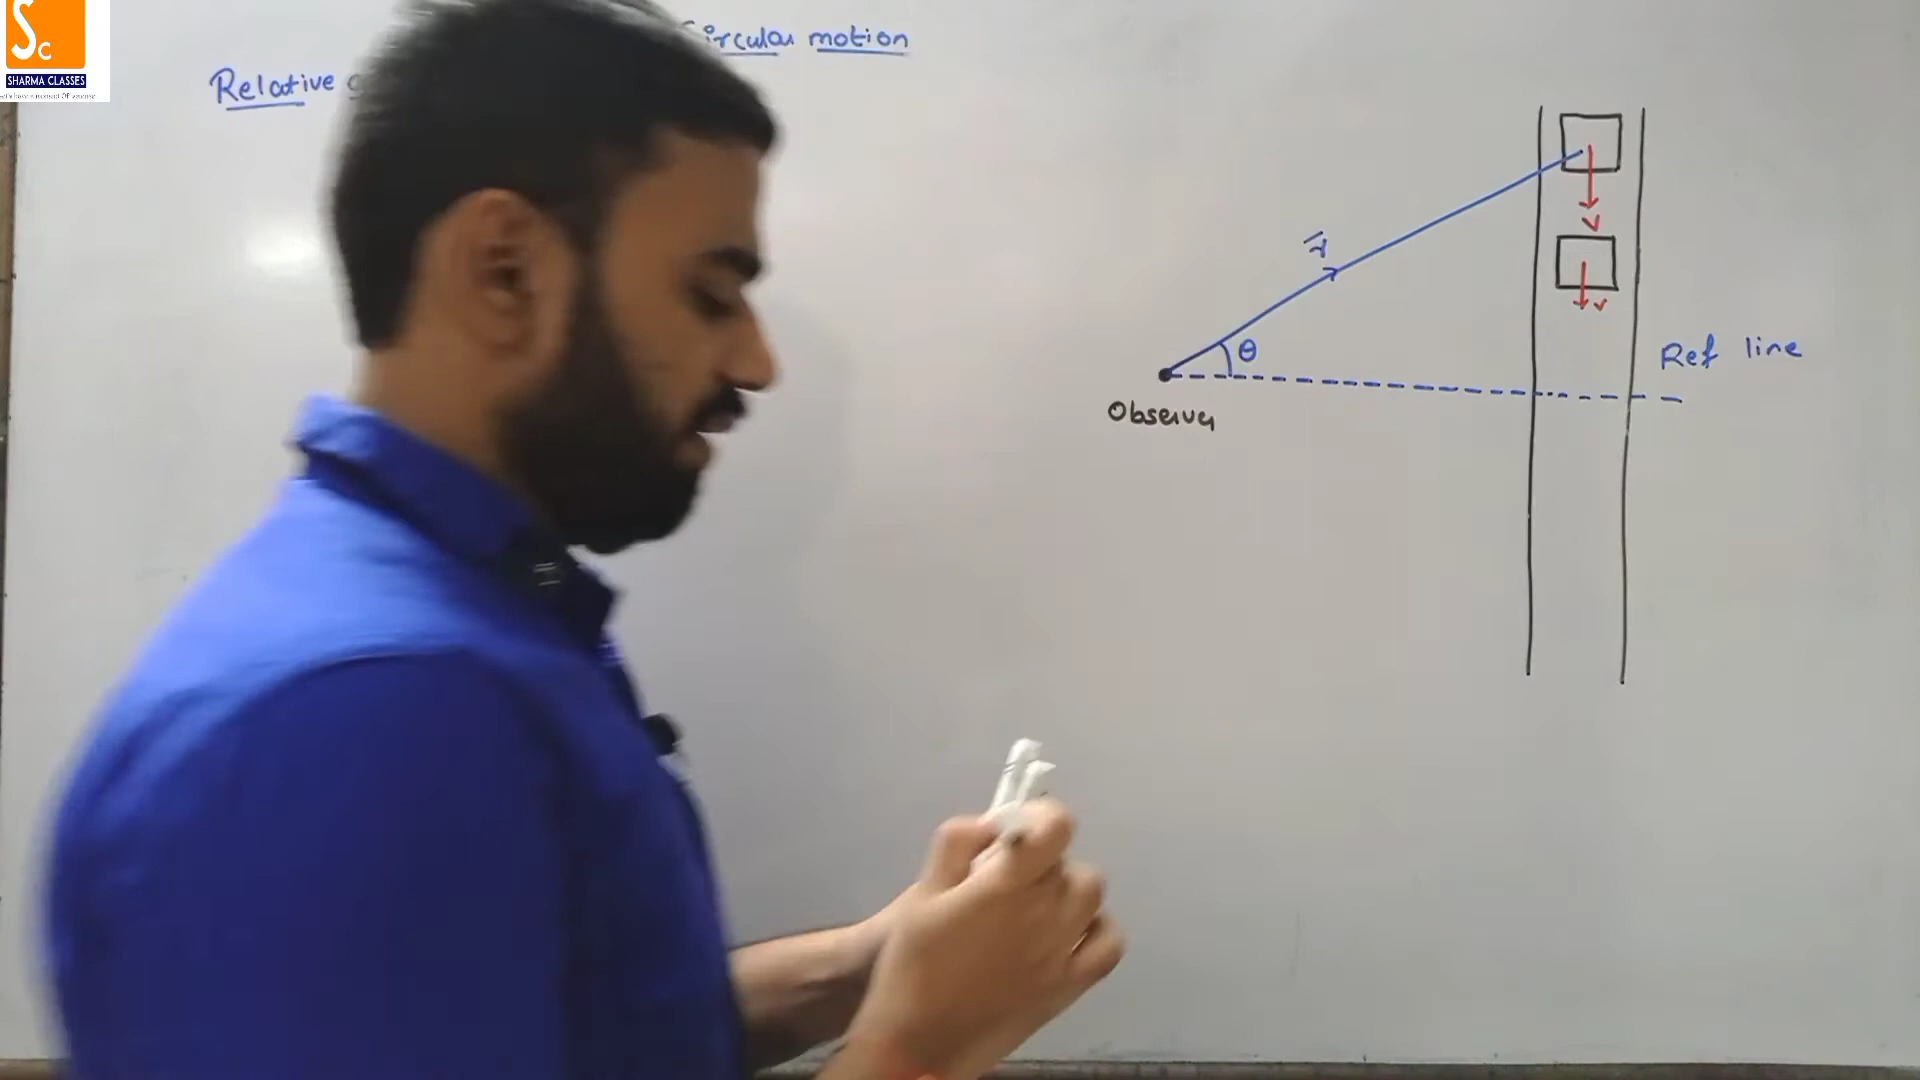 Sc
SHARMA CLASSES
Circular motion
Relative
r
v
v
θ
Ref line
Observer